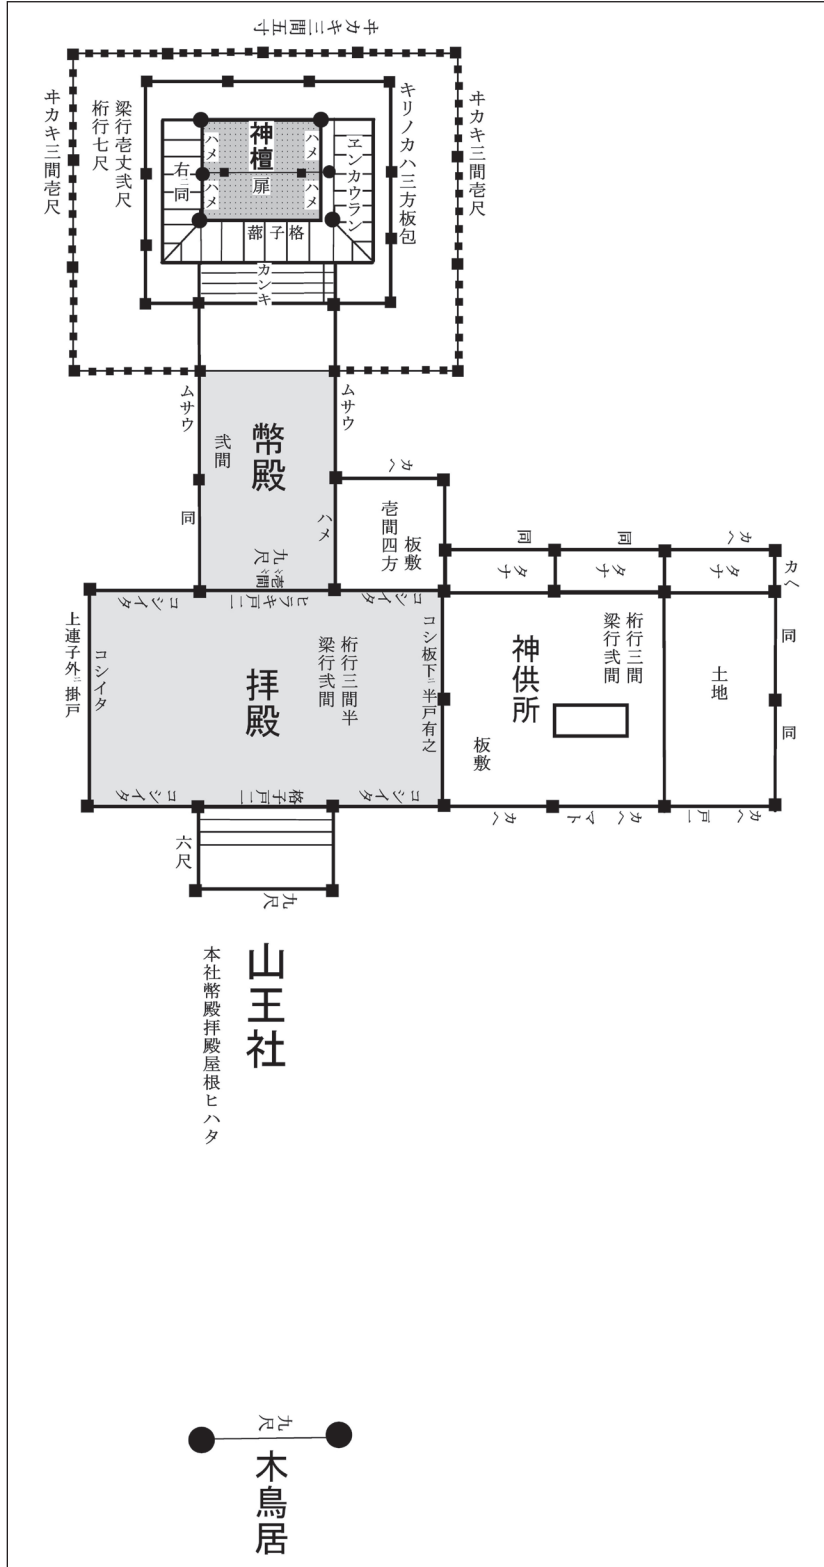 ヰカキ三間五寸
ヰカキ三間壱尺
キリノカハ三方板包
ヱンカウラン
神檀
扉
ハメ
ハメ
ハメ
ハメ
右ニ同
格子蔀
カンキ
梁行壱丈弐尺
桁行七尺
ヰカキ三間壱尺
ムサウ
ムサウ
幣殿
弐間
同
ハメ
カヘ
板敷
壱間四方
九尺
ヒラキ戸二
コシイタ
コシイタ
拝殿
桁行三間半
梁行弐間
コシ板下ニ半戸有之
コシイタ
上連子外ニ掛戸
コシイタ
格子戸二
コシイタ
六尺
九尺
カヘ
同
同
カヘ
タナ
タナ
タナ
同
同
土地
桁行三間
梁行弐間
神供所
板敷
カヘ
カヘ
マト
カヘ
戸一
山王社
本社幣殿拝殿屋根ヒハタ
九尺
木鳥居